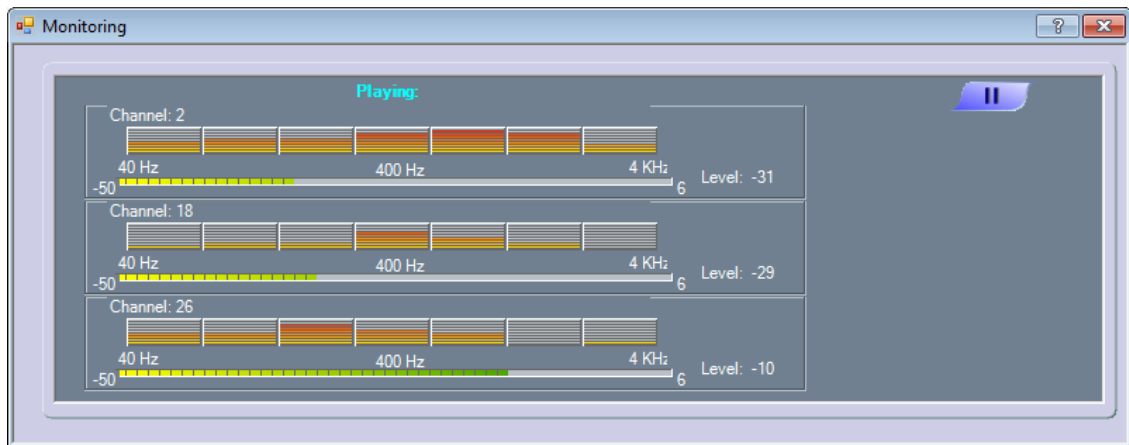 Monitoring
Playing:
Channel: 2
40 Hz 400 Hz 4 KHz
-50 6 Level: -31
Channel: 18
40 Hz 400 Hz 4 KHz
-50 6 Level: -29
Channel: 26
40 Hz 400 Hz 4 KHz
-50 6 Level: -10